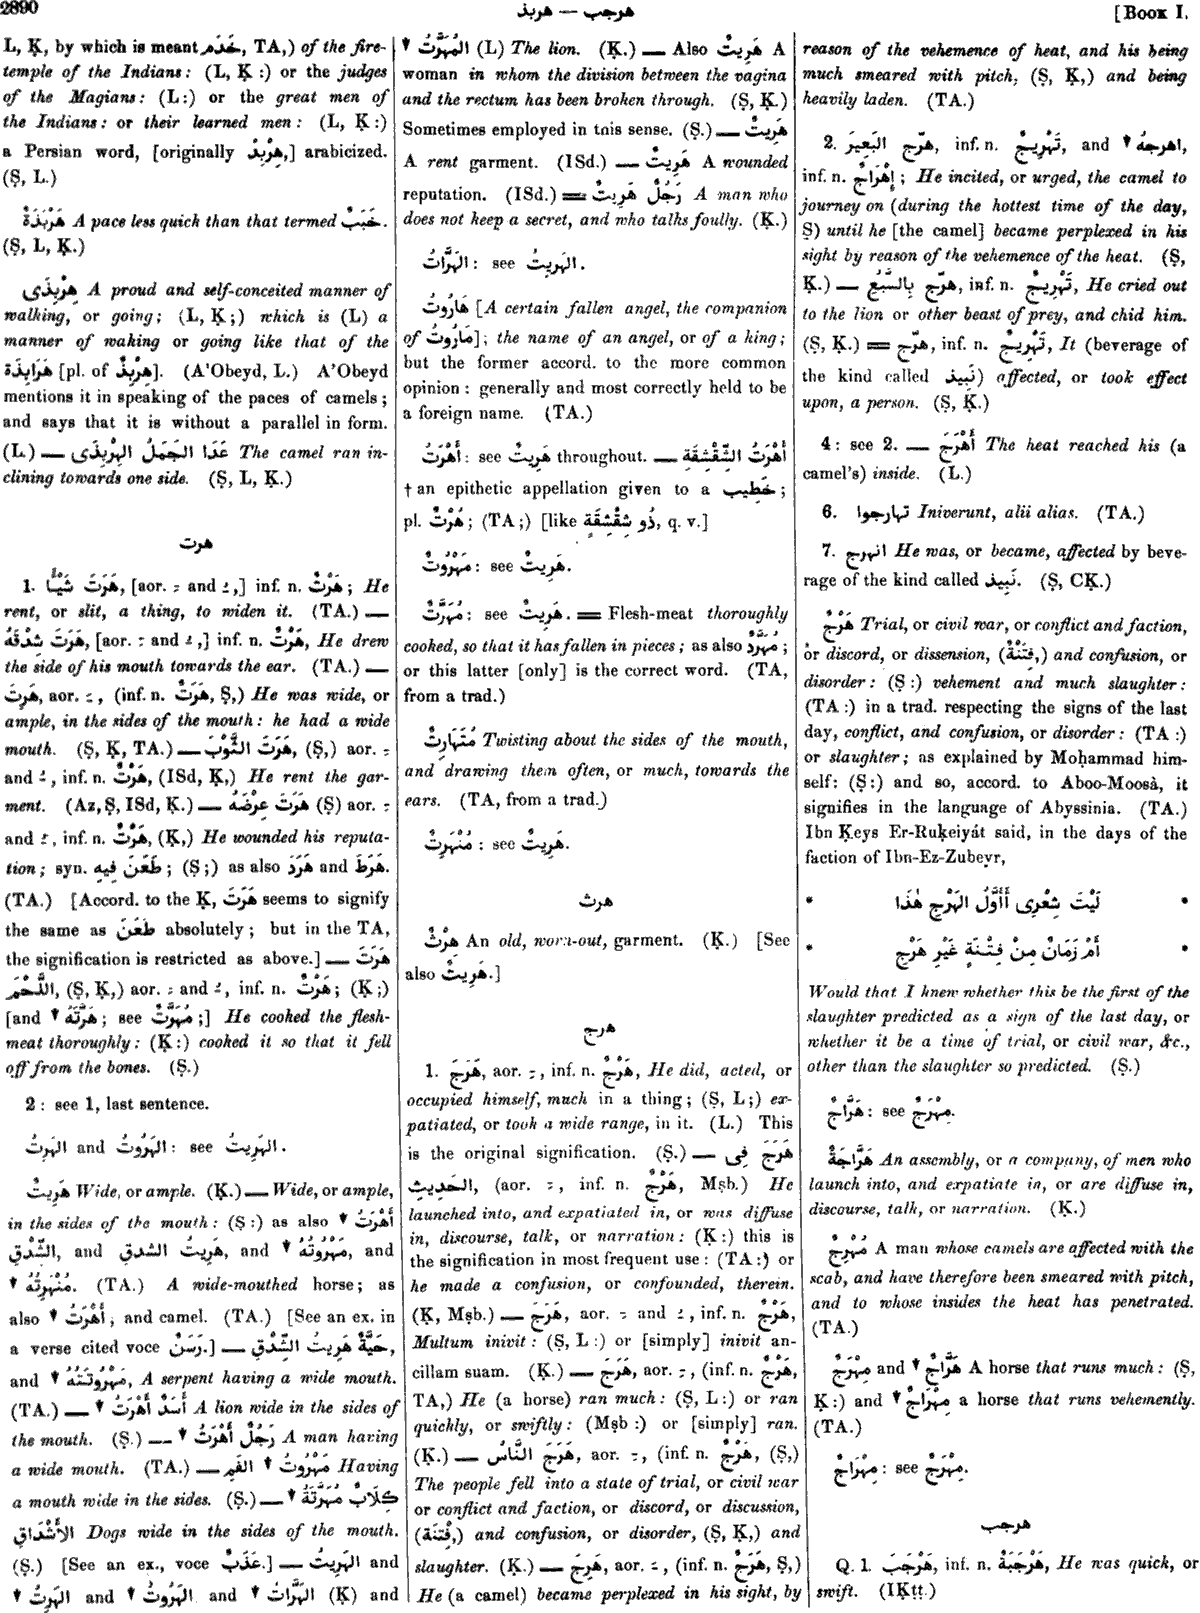 2890
هرجب — هربذ
[Book I.
L, Ḳ, by which is meant خَدَم, TA,) of the fire-
temple of the Indians: (L, Ḳ:) or the judges
of the Magians: (L:) or the great men of
the Indians: or their learned men: (L, Ḳ:)
a Persian word, [originally هِرْبِدْ,] arabicized.
(Ṣ, L.)
هَرْبَذَةٌ A pace less quick than that termed خَبَبٌ.
(Ṣ, L, Ḳ.)
هِرْبِذَى A proud and self-conceited manner of
walking, or going; (L, Ḳ;) which is (L) a
manner of waking or going like that of the
هَرَابِذَة [pl. of هِرْبِذٌ]. (A'Obeyd, L.) A'Obeyd
mentions it in speaking of the paces of camels;
and says that it is without a parallel in form.
(L) — عَدَا الجَمَلُ الهِرْبِذَى The camel ran in-
clining towards one side. (Ṣ, L, Ḳ.)
هرت
1. هَرَتَ شَيْـًٔا, [aor. ـِ and ـُ,] inf. n. هَرْتٌ; He
rent, or slit, a thing, to widen it. (TA.) —
هَرَتَ شِدْقَهُ, [aor. ـِ and ـُ,] inf. n. هَرْتٌ, He drew
the side of his mouth towards the ear. (TA.) —
هَرِتَ, aor. ـَ, (inf. n. هَرَتٌ, Ṣ,) He was wide, or
ample, in the sides of the mouth: he had a wide
mouth. (Ṣ, Ḳ, TA.) — هَرَتَ الثَّوْبَ, (Ṣ,) aor. ـِ
and ـُ, inf. n. هَرْتٌ, (ISd, Ḳ,) He rent the gar-
ment. (Az, Ṣ, ISd, Ḳ.) — هَرَتَ عِرْضَهُ (Ṣ) aor. ـِ
and ـُ, inf. n. هَرْتٌ, (Ḳ,) He wounded his reputa-
tion; syn. طَعَنَ فِيهِ; (Ṣ;) as also هَرَدَ and هَرَطَ.
(TA.) [Accord. to the Ḳ, هَرَتَ seems to signify
the same as طَعَنَ absolutely; but in the TA,
the signification is restricted as above.] — هَرَتَ
اللَّحْمَ, (Ṣ, Ḳ,) aor. ـِ and ـُ, inf. n. هَرْتٌ; (Ḳ;)
[and ▼ هَرَّتَهُ; see مُهَرَّتٌ;] He cooked the flesh-
meat thoroughly: (Ḳ:) cooked it so that it fell
off from the bones. (Ṣ.)
2: see 1, last sentence.
الهَرِتُ and الهَرُوتُ: see الهَرِيتُ.
هَرِيتٌ Wide, or ample. (Ḳ.) — Wide, or ample,
in the sides of the mouth: (Ṣ:) as also ▼ أَهْرَتُ
الشِّدْقِ, and هَرِيتُ الشدق, and ▼ مَهْرُوتُهُ, and
▼ مُنْهَرِتُهُ. (TA.) A wide-mouthed horse; as
also ▼ أَهْرَتُ; and camel. (TA.) [See an ex. in
a verse cited voce رَسَنٌ.] — حَيَّةٌ هَرِيتُ الشِّدْقِ,
and ▼ مَهْرُوتَتُهُ, A serpent having a wide mouth.
(TA.) — ▼ أَسَدٌ أَهْرَتُ A lion wide in the sides of
the mouth. (Ṣ.) — ▼ رَجُلٌ أَهْرَتُ A man having
a wide mouth. (TA.) — ▼ مَهْرُوتُ الفَمِ Having
a mouth wide in the sides. (Ṣ.) — ▼ كِلَابٌ مُهَرَّتَةُ
الأَشْدَاقِ Dogs wide in the sides of the mouth.
(Ṣ.) [See an ex., voce عَذَبٌ.] — الهَرِيتُ and
▼ الهَرِتُ and ▼ الهَرُوتُ and ▼ الهَرَّاتُ (Ḳ) and
▼ المُهَرَّتُ (L) The lion. (Ḳ.) — Also هَرِيتٌ A
woman in whom the division between the vagina
and the rectum has been broken through. (Ṣ, Ḳ.)
Sometimes employed in tnis sense. (Ṣ.) — هَرِيتٌ
A rent garment. (ISd.) — هَرِيتٌ A wounded
reputation. (ISd.) = رَجُلٌ هَرِيتٌ A man who
does not keep a secret, and who talks foully. (Ḳ.)
الهَرَّاتُ: see الهَرِيتُ.
هَارُوتُ [A certain fallen angel, the companion
of مَارُوتُ]; the name of an angel, or of a king;
but the former accord. to the more common
opinion: generally and most correctly held to be
a foreign name. (TA.)
أَهْرَتُ: see هَرِيتٌ throughout. — أَهْرَتُ الشِّقْشِقَةِ
† an epithetic appellation given to a خَطِيب;
pl. هُرْتٌ; (TA;) [like ذُو شِقْشِقَةٍ, q. v.]
مَهْرُوتٌ: see هَرِيتٌ.
مُهَرَّتٌ: see هَرِيتٌ. = Flesh-meat thoroughly
cooked, so that it has fallen in pieces; as also مُهَرَّدٌ;
or this latter [only] is the correct word. (TA,
from a trad.)
مُتَهَارِتٌ Twisting about the sides of the mouth,
and drawing them often, or much, towards the
ears. (TA, from a trad.)
مُنْهَرِتٌ: see هَرِيتٌ.
هرث
هِرْثٌ An old, worn-out, garment. (Ḳ.) [See
also هَرِيتٌ.]
هرج
1. هَرَجَ, aor. ـِ, inf. n. هَرْجٌ, He did, acted, or
occupied himself, much in a thing; (Ṣ, L;) ex-
patiated, or took a wide range, in it. (L.) This
is the original signification. (Ṣ.) — هَرَجَ فِى
الحَدِيثِ, (aor. ـِ, inf. n. هَرْجٌ, Mṣb.) He
launched into, and expatiated in, or was diffuse
in, discourse, talk, or narration: (Ḳ:) this is
the signification in most frequent use: (TA:) or
he made a confusion, or confounded, therein.
(Ḳ, Mṣb.) — هَرَجَ, aor. ـِ and ـُ, inf. n. هَرْجٌ,
Multum inivit: (Ṣ, L:) or [simply] inivit an-
cillam suam. (Ḳ.) — هَرَجَ, aor. ـِ, (inf. n. هَرْجٌ,
TA,) He (a horse) ran much: (Ṣ, L:) or ran
quickly, or swiftly: (Mṣb:) or [simply] ran.
(Ḳ.) — هَرَجَ النَّاسُ, aor. ـِ, (inf. n. هَرْجٌ, (Ṣ,)
The people fell into a state of trial, or civil war
or conflict and faction, or discord, or discussion,
(فِتْنَة,) and confusion, or disorder, (Ṣ, Ḳ,) and
slaughter. (Ḳ.) — هَرِجَ, aor. ـَ, (inf. n. هَرَجٌ, Ṣ,)
He (a camel) became perplexed in his sight, by
reason of the vehemence of heat, and his being
much smeared with pitch, (Ṣ, Ḳ,) and being
heavily laden. (TA.)
2. هَرّج البَعِيرَ, inf. n. تَهْرِيجٌ, and ▼ اهرجهُ,
inf. n. إِهْرَاجٌ; He incited, or urged, the camel to
journey on (during the hottest time of the day,
Ṣ) until he [the camel] became perplexed in his
sight by reason of the vehemence of the heat. (Ṣ,
Ḳ.) — هَرّج بِالسَّبُعِ, inf. n. تَهْرِيجٌ, He cried out
to the lion or other beast of prey, and chid him.
(Ṣ, Ḳ.) = هَرّج, inf. n. تَهْرِيجٌ, It (beverage of
the kind called نَبِيذ) affected, or took effect
upon, a person. (Ṣ, Ḳ.)
4: see 2. — أَهْرَجَ The heat reached his (a
camel's) inside. (L.)
6. تهارجوا Iniverunt, alii alias. (TA.)
7. انهرج He was, or became, affected by beve-
rage of the kind called نَبِيذ. (Ṣ, CḲ.)
هَرْجٌ Trial, or civil war, or conflict and faction,
or discord, or dissension, (فِتْنَةٌ,) and confusion, or
disorder: (Ṣ:) vehement and much slaughter:
(TA:) in a trad. respecting the signs of the last
day, conflict, and confusion, or disorder: (TA:)
or slaughter; as explained by Moḥammad him-
self: (Ṣ:) and so, accord. to Aboo-Moosà, it
signifies in the language of Abyssinia. (TA.)
Ibn Ḳeys Er-Ruḳeiyát said, in the days of the
faction of Ibn-Ez-Zubeyr,
* لَيْتَ شِعْرِى أَأَوَّلُ الهَرْجِ هٰذَا *
* أَمْ زَمَانٌ مِنْ فِتْنَةٍ غَيْرِ هَرْجِ *
Would that I knew whether this be the first of the
slaughter predicted as a sign of the last day, or
whether it be a time of trial, or civil war, &c.,
other than the slaughter so predicted. (Ṣ.)
هَرَّاجٌ: see مِهْرَجٌ.
هَرَّاجَةٌ An assembly, or a company, of men who
launch into, and expatiate in, or are diffuse in,
discourse, talk, or narration. (Ḳ.)
مُهْرِجٌ A man whose camels are affected with the
scab, and have therefore been smeared with pitch,
and to whose insides the heat has penetrated.
(TA.)
مِهْرَجٌ and ▼ هَرَّاجٌ A horse that runs much: (Ṣ,
Ḳ:) and ▼ مِهْرَاجٌ a horse that runs vehemently.
(TA.)
مِهْرَاجٌ: see مِهْرَجٌ.
هرجب
Q. 1. هَرْجَبَ, inf. n. هَرْجَبَةٌ, He was quick, or
swift. (IḲṭṭ.)